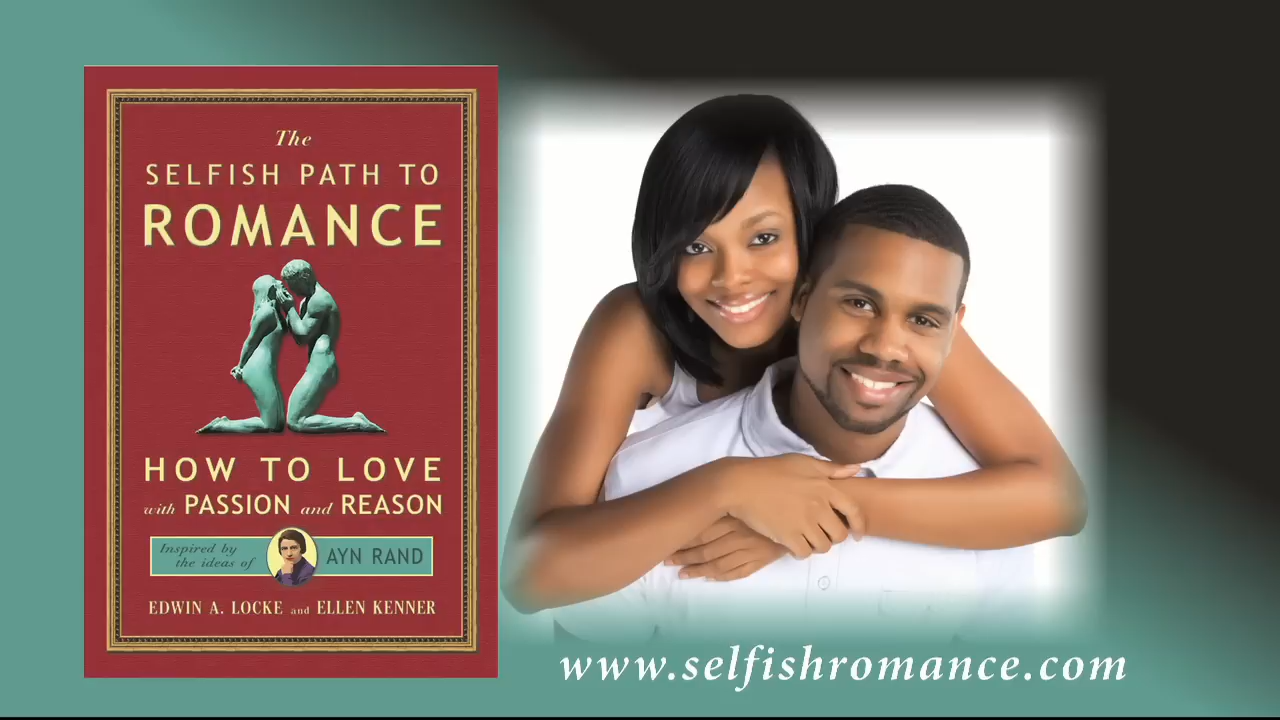 The
SELFISH PATH TO
ROMANCE
HOW TO LOVE
with PASSION and REASON
Inspired by
the ideas of
AYN RAND
EDWIN A. LOCKE and ELLEN KENNER
www.selfishromance.com